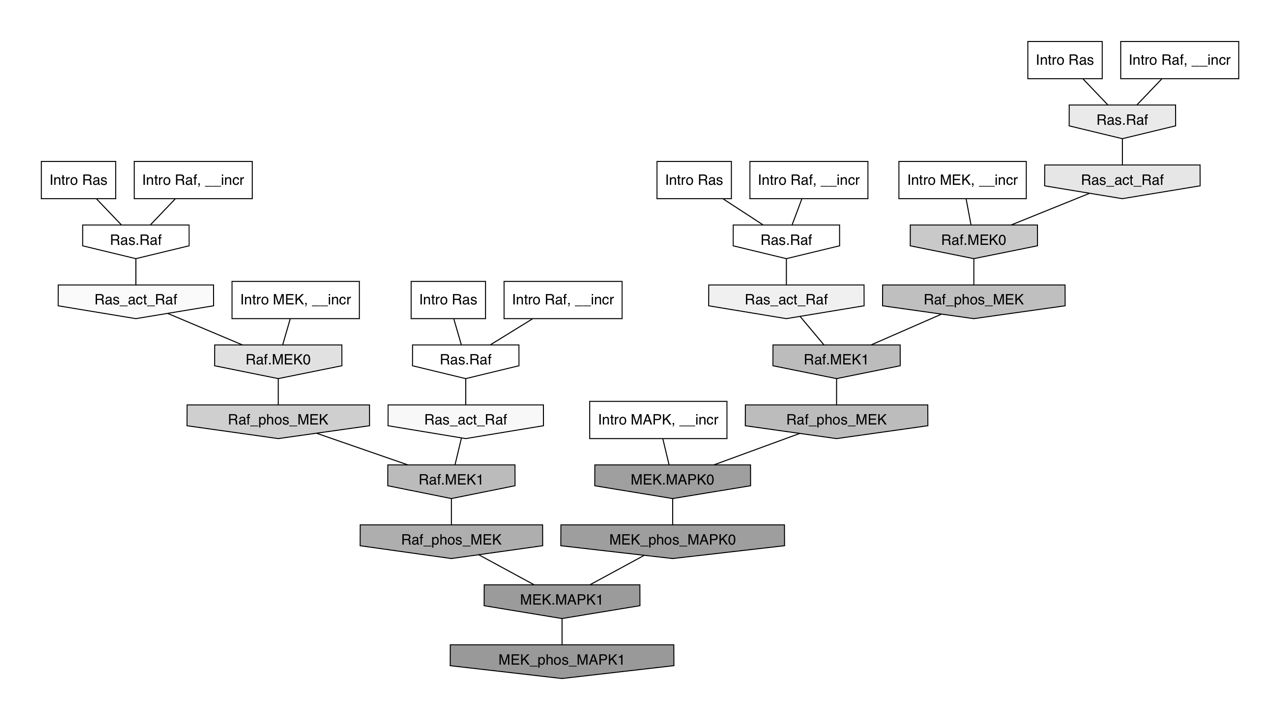 Intro Ras
Intro Raf, __incr
Ras.Raf
Intro Ras
Intro Raf, __incr
Intro Ras
Intro Raf, __incr
Intro MEK, __incr
Ras_act_Raf
Ras.Raf
Ras.Raf
Raf.MEK0
Ras_act_Raf
Intro MEK, __incr
Intro Ras
Intro Raf, __incr
Ras_act_Raf
Raf_phos_MEK
Raf.MEK0
Ras.Raf
Raf.MEK1
Raf_phos_MEK
Ras_act_Raf
Intro MAPK, __incr
Raf_phos_MEK
Raf.MEK1
MEK.MAPK0
Raf_phos_MEK
MEK_phos_MAPK0
MEK.MAPK1
MEK_phos_MAPK1